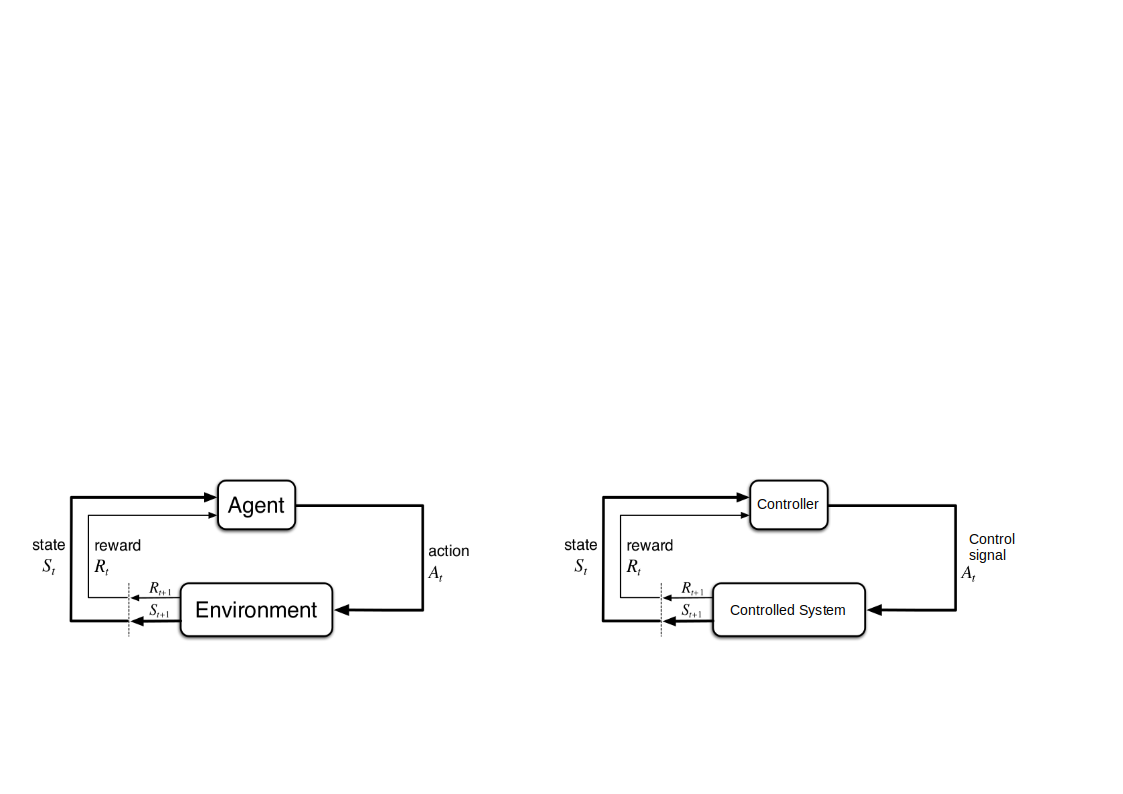 Agent
state
S_t
reward
R_t
action
A_t
R_{t+1}
S_{t+1}
Environment
Controller
state
S_t
reward
R_t
Control
signal
A_t
R_{t+1}
S_{t+1}
Controlled System